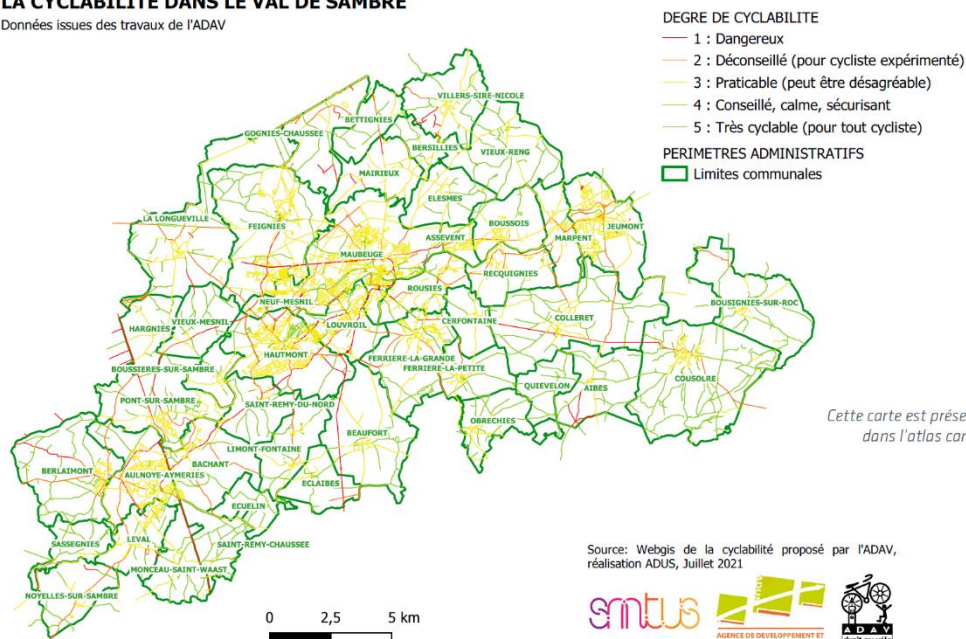 LA CYCLABILITÉ DANS LE VAL DE SAMBRE
Données issues des travaux de l'ADAV
DEGRE DE CYCLABILITE
1 : Dangereux
2 : Déconseillé (pour cycliste expérimenté)
3 : Praticable (peut être désagréable)
4 : Conseillé, calme, sécurisant
5 : Très cyclable (pour tout cycliste)
PERIMETRES ADMINISTRATIFS
Limites communales
VILLERS-SIRE-NICOLE
BETTIGNIES
GOGNIES-CHAUSSEE
BERSILLIES
VIEUX-RENG
MAIRIEUX
ELESMES
LA LONGUEVILLE
FEIGNIES
BOUSSOIS
JEUMONT
ASSEVENT
MARPENT
MAUBEUGE
RECQUIGNIES
ROUSIES
NEUF-MESNIL
BOUSIGNIES-SUR-ROC
VIEUX-MESNIL
HARGNIES
LOUVROIL
CERFONTAINE
COLLERET
HAUTMONT
FERRIERE-LA-GRANDE
BOUSSIERES-SUR-SAMBRE
FERRIERE-LA-PETITE
COUSOLRE
QUIEVELON
AIBES
PONT-SUR-SAMBRE
SAINT-REMY-DU-NORD
OBRECHIES
BEAUFORT
LIMONT-FONTAINE
BACHANT
BERLAIMONT
AULNOYE-AYMERIES
ECLAIBES
ECUELIN
LEVAL
SASSEGNIES
SAINT-REMY-CHAUSSEE
MONCEAU-SAINT-WAAST
NOYELLES-SUR-SAMBRE
Cette carte est prése
dans l'atlas car
Source: Webgis de la cyclabilité proposé par l'ADAV,
réalisation ADUS, Juillet 2021
0 2,5 5 km
smtus
AGENCE DE DEVELOPPEMENT ET
ADAV
droit au vélo